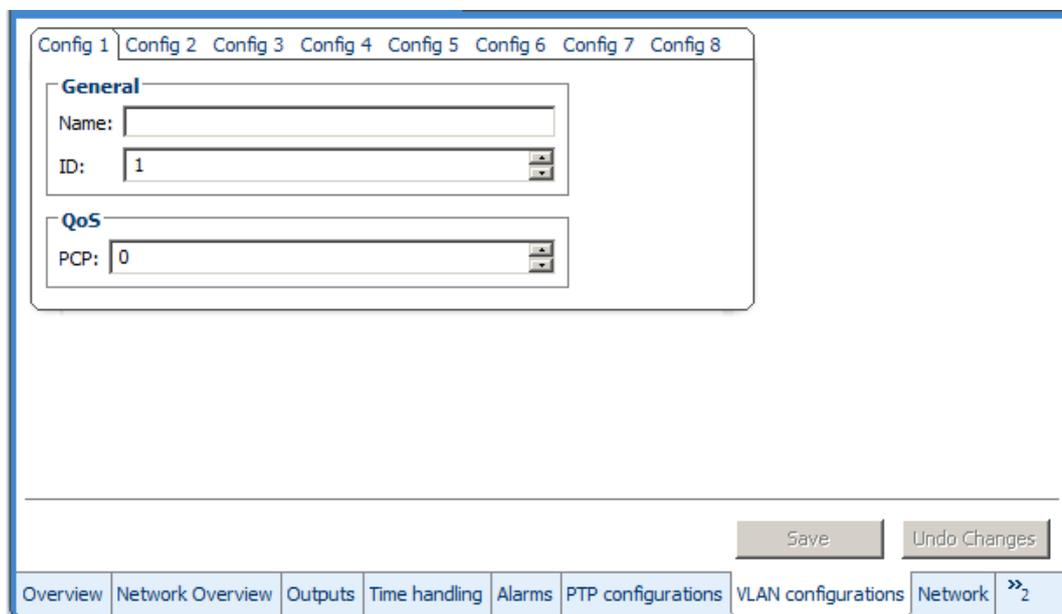 Config 1 Config 2 Config 3 Config 4 Config 5 Config 6 Config 7 Config 8
General
Name:
ID: 1
QoS
PCP: 0
Save Undo Changes
Overview Network Overview Outputs Time handling Alarms PTP configurations VLAN configurations Network »2